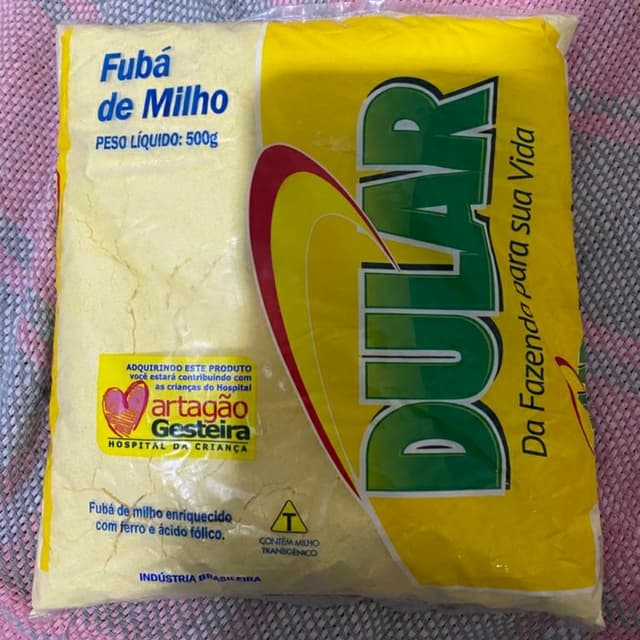 Fubá
de Milho
PESO LÍQUIDO: 500g
DULAR
Da Fazenda para sua Vida
ADQUIRINDO ESTE PRODUTO
você estará contribuindo com
as crianças do Hospital
artagão
Gesteira
HOSPITAL DA CRIANÇA
Fubá de milho enriquecido
com ferro e ácido fólico.
T
CONTÉM MILHO
TRANSGÊNICO
INDÚSTRIA BRASILEIRA